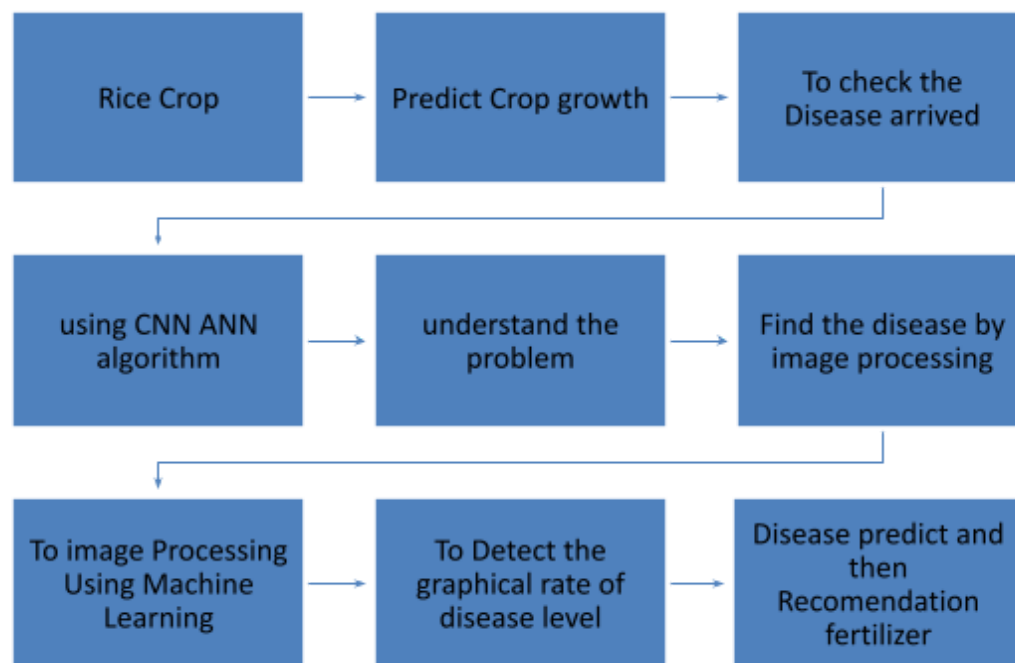 Rice Crop
Predict Crop growth
To check the
Disease arrived
using CNN ANN
algorithm
understand the
problem
Find the disease by
image processing
To image Processing
Using Machine
Learning
To Detect the
graphical rate of
disease level
Disease predict and
then
Recomendation
fertilizer